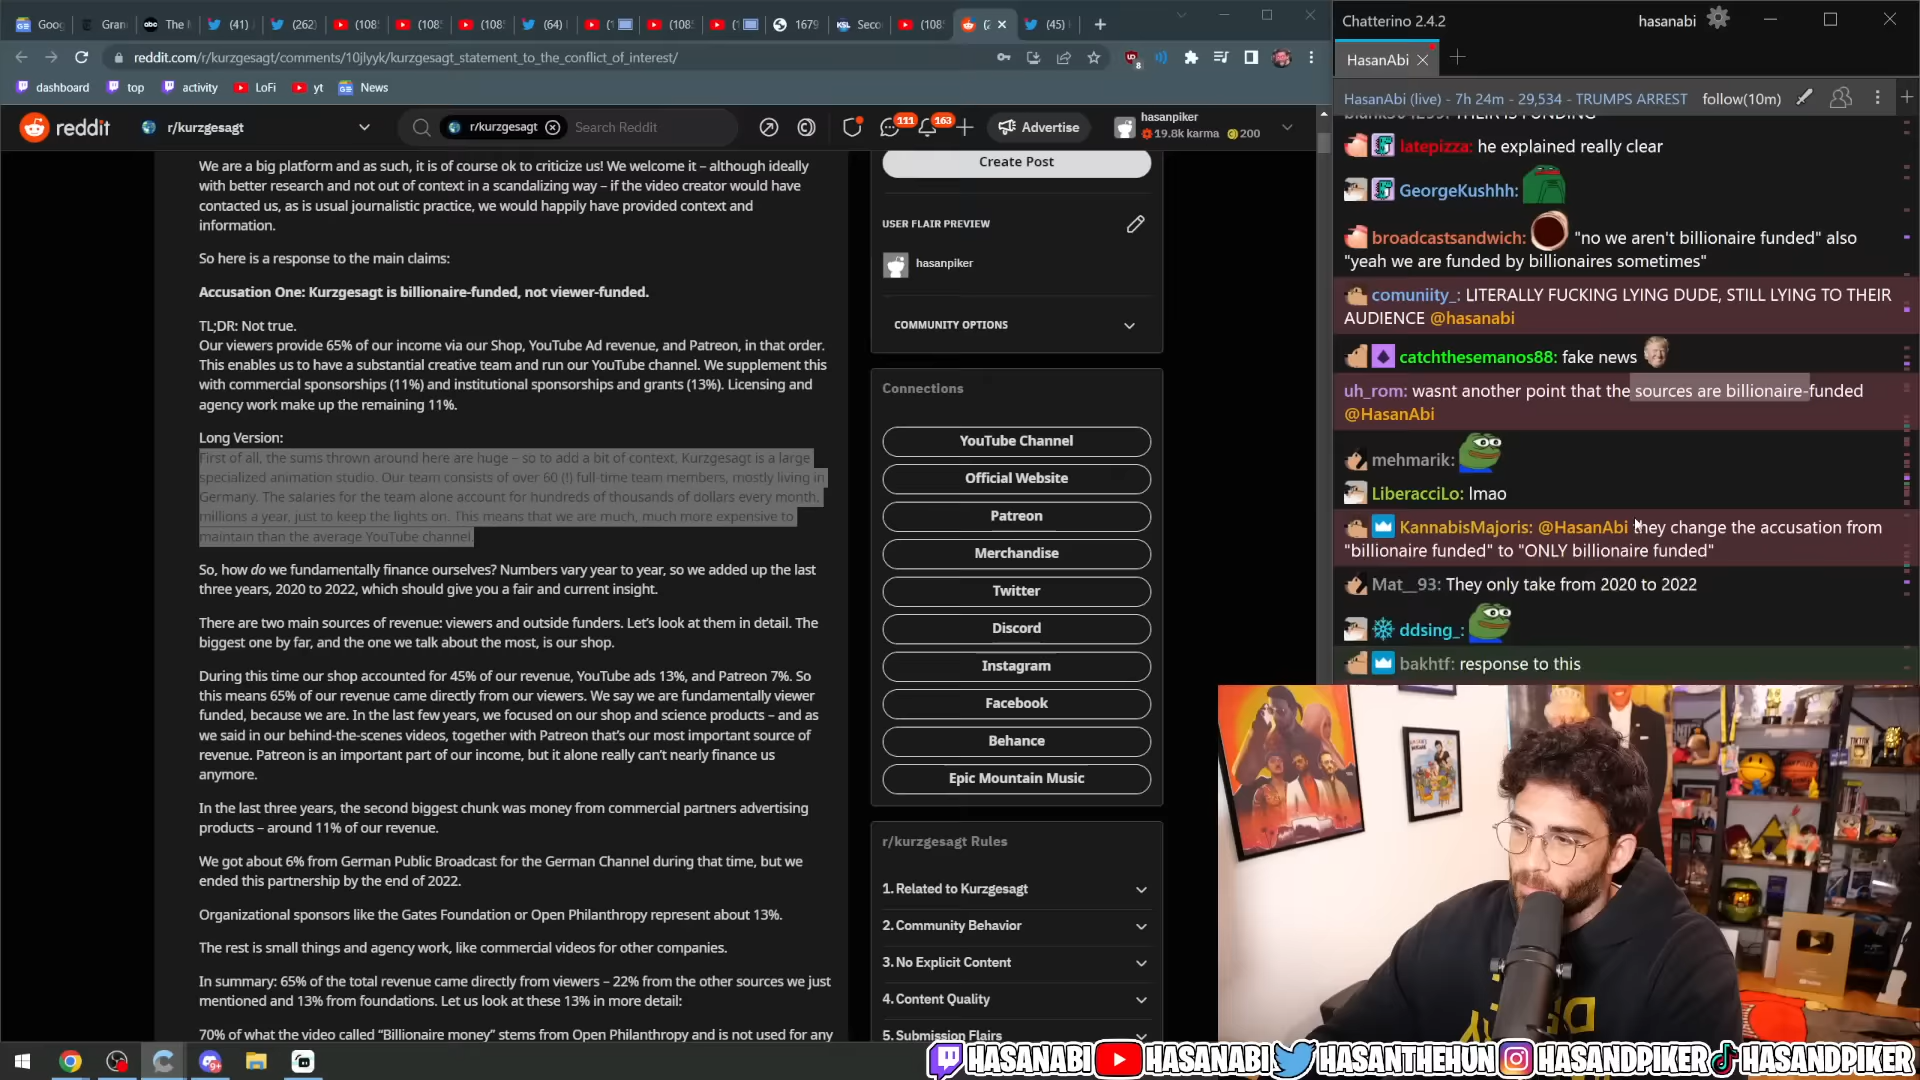 Goog
Gran
The N
(41)
(262)
(1085
(1085
(1085
(64)
(1
(1085
(1
1679
Seco
(1085
(2
(45)
reddit.com/r/kurzgesagt/comments/10jlyyk/kurzgesagt_statement_to_the_conflict_of_interest/
dashboard
top
activity
LoFi
yt
News
reddit
r/kurzgesagt
r/kurzgesagt
Search Reddit
111
163
Advertise
hasanpiker
19.8k karma
200
We are a big platform and as such, it is of course ok to criticize us! We welcome it – although ideally
with better research and not out of context in a scandalizing way – if the video creator would have
contacted us, as is usual journalistic practice, we would happily have provided context and
information.
So here is a response to the main claims:
Accusation One: Kurzgesagt is billionaire-funded, not viewer-funded.
TL;DR: Not true.
Our viewers provide 65% of our income via our Shop, YouTube Ad revenue, and Patreon, in that order.
This enables us to have a substantial creative team and run our YouTube channel. We supplement this
with commercial sponsorships (11%) and institutional sponsorships and grants (13%). Licensing and
agency work make up the remaining 11%.
Long Version:
First of all, the sums thrown around here are huge – so to add a bit of context, Kurzgesagt is a large
specialized animation studio. Our team consists of over 60 (!) full-time team members, mostly living in
Germany. The salaries for the team alone account for hundreds of thousands of dollars every month,
millions a year, just to keep the lights on. This means that we are much, much more expensive to
maintain than the average YouTube channel.
So, how do we fundamentally finance ourselves? Numbers vary year to year, so we added up the last
three years, 2020 to 2022, which should give you a fair and current insight.
There are two main sources of revenue: viewers and outside funders. Let's look at them in detail. The
biggest one by far, and the one we talk about the most, is our shop.
During this time our shop accounted for 45% of our revenue, YouTube ads 13%, and Patreon 7%. So
this means 65% of our revenue came directly from our viewers. We say we are fundamentally viewer
funded, because we are. In the last few years, we focused on our shop and science products – and as
we said in our behind-the-scenes videos, together with Patreon that's our most important source of
revenue. Patreon is an important part of our income, but it alone really can't nearly finance us
anymore.
In the last three years, the second biggest chunk was money from commercial partners advertising
products – around 11% of our revenue.
We got about 6% from German Public Broadcast for the German Channel during that time, but we
ended this partnership by the end of 2022.
Organizational sponsors like the Gates Foundation or Open Philanthropy represent about 13%.
The rest is small things and agency work, like commercial videos for other companies.
In summary: 65% of the total revenue came directly from viewers – 22% from the other sources we just
mentioned and 13% from foundations. Let us look at these 13% in more detail:
70% of what the video called "Billionaire money" stems from Open Philanthropy and is not used for any
Create Post
USER FLAIR PREVIEW
hasanpiker
COMMUNITY OPTIONS
Connections
YouTube Channel
Official Website
Patreon
Merchandise
Twitter
Discord
Instagram
Facebook
Behance
Epic Mountain Music
r/kurzgesagt Rules
1. Related to Kurzgesagt
2. Community Behavior
3. No Explicit Content
4. Content Quality
5. Submission Flairs
Chatterino 2.4.2
hasanabi
HasanAbi
HasanAbi (live) - 7h 24m - 29,534 - TRUMPS ARREST
follow(10m)
latepizza: he explained really clear
GeorgeKushhh:
broadcastsandwich: "no we aren't billionaire funded" also
"yeah we are funded by billionaires sometimes"
comuniity_: LITERALLY FUCKING LYING DUDE, STILL LYING TO THEIR
AUDIENCE @hasanabi
catchthesemanos88: fake news
uh_rom: wasnt another point that the sources are billionaire-funded
@HasanAbi
mehmarik:
LiberacciLo: lmao
KannabisMajoris: @HasanAbi they change the accusation from
"billionaire funded" to "ONLY billionaire funded"
Mat__93: They only take from 2020 to 2022
ddsing_:
bakhtf: response to this
HASANABI
HASANABI
HASANTHEHUN
HASANDPIKER
HASANDPIKER